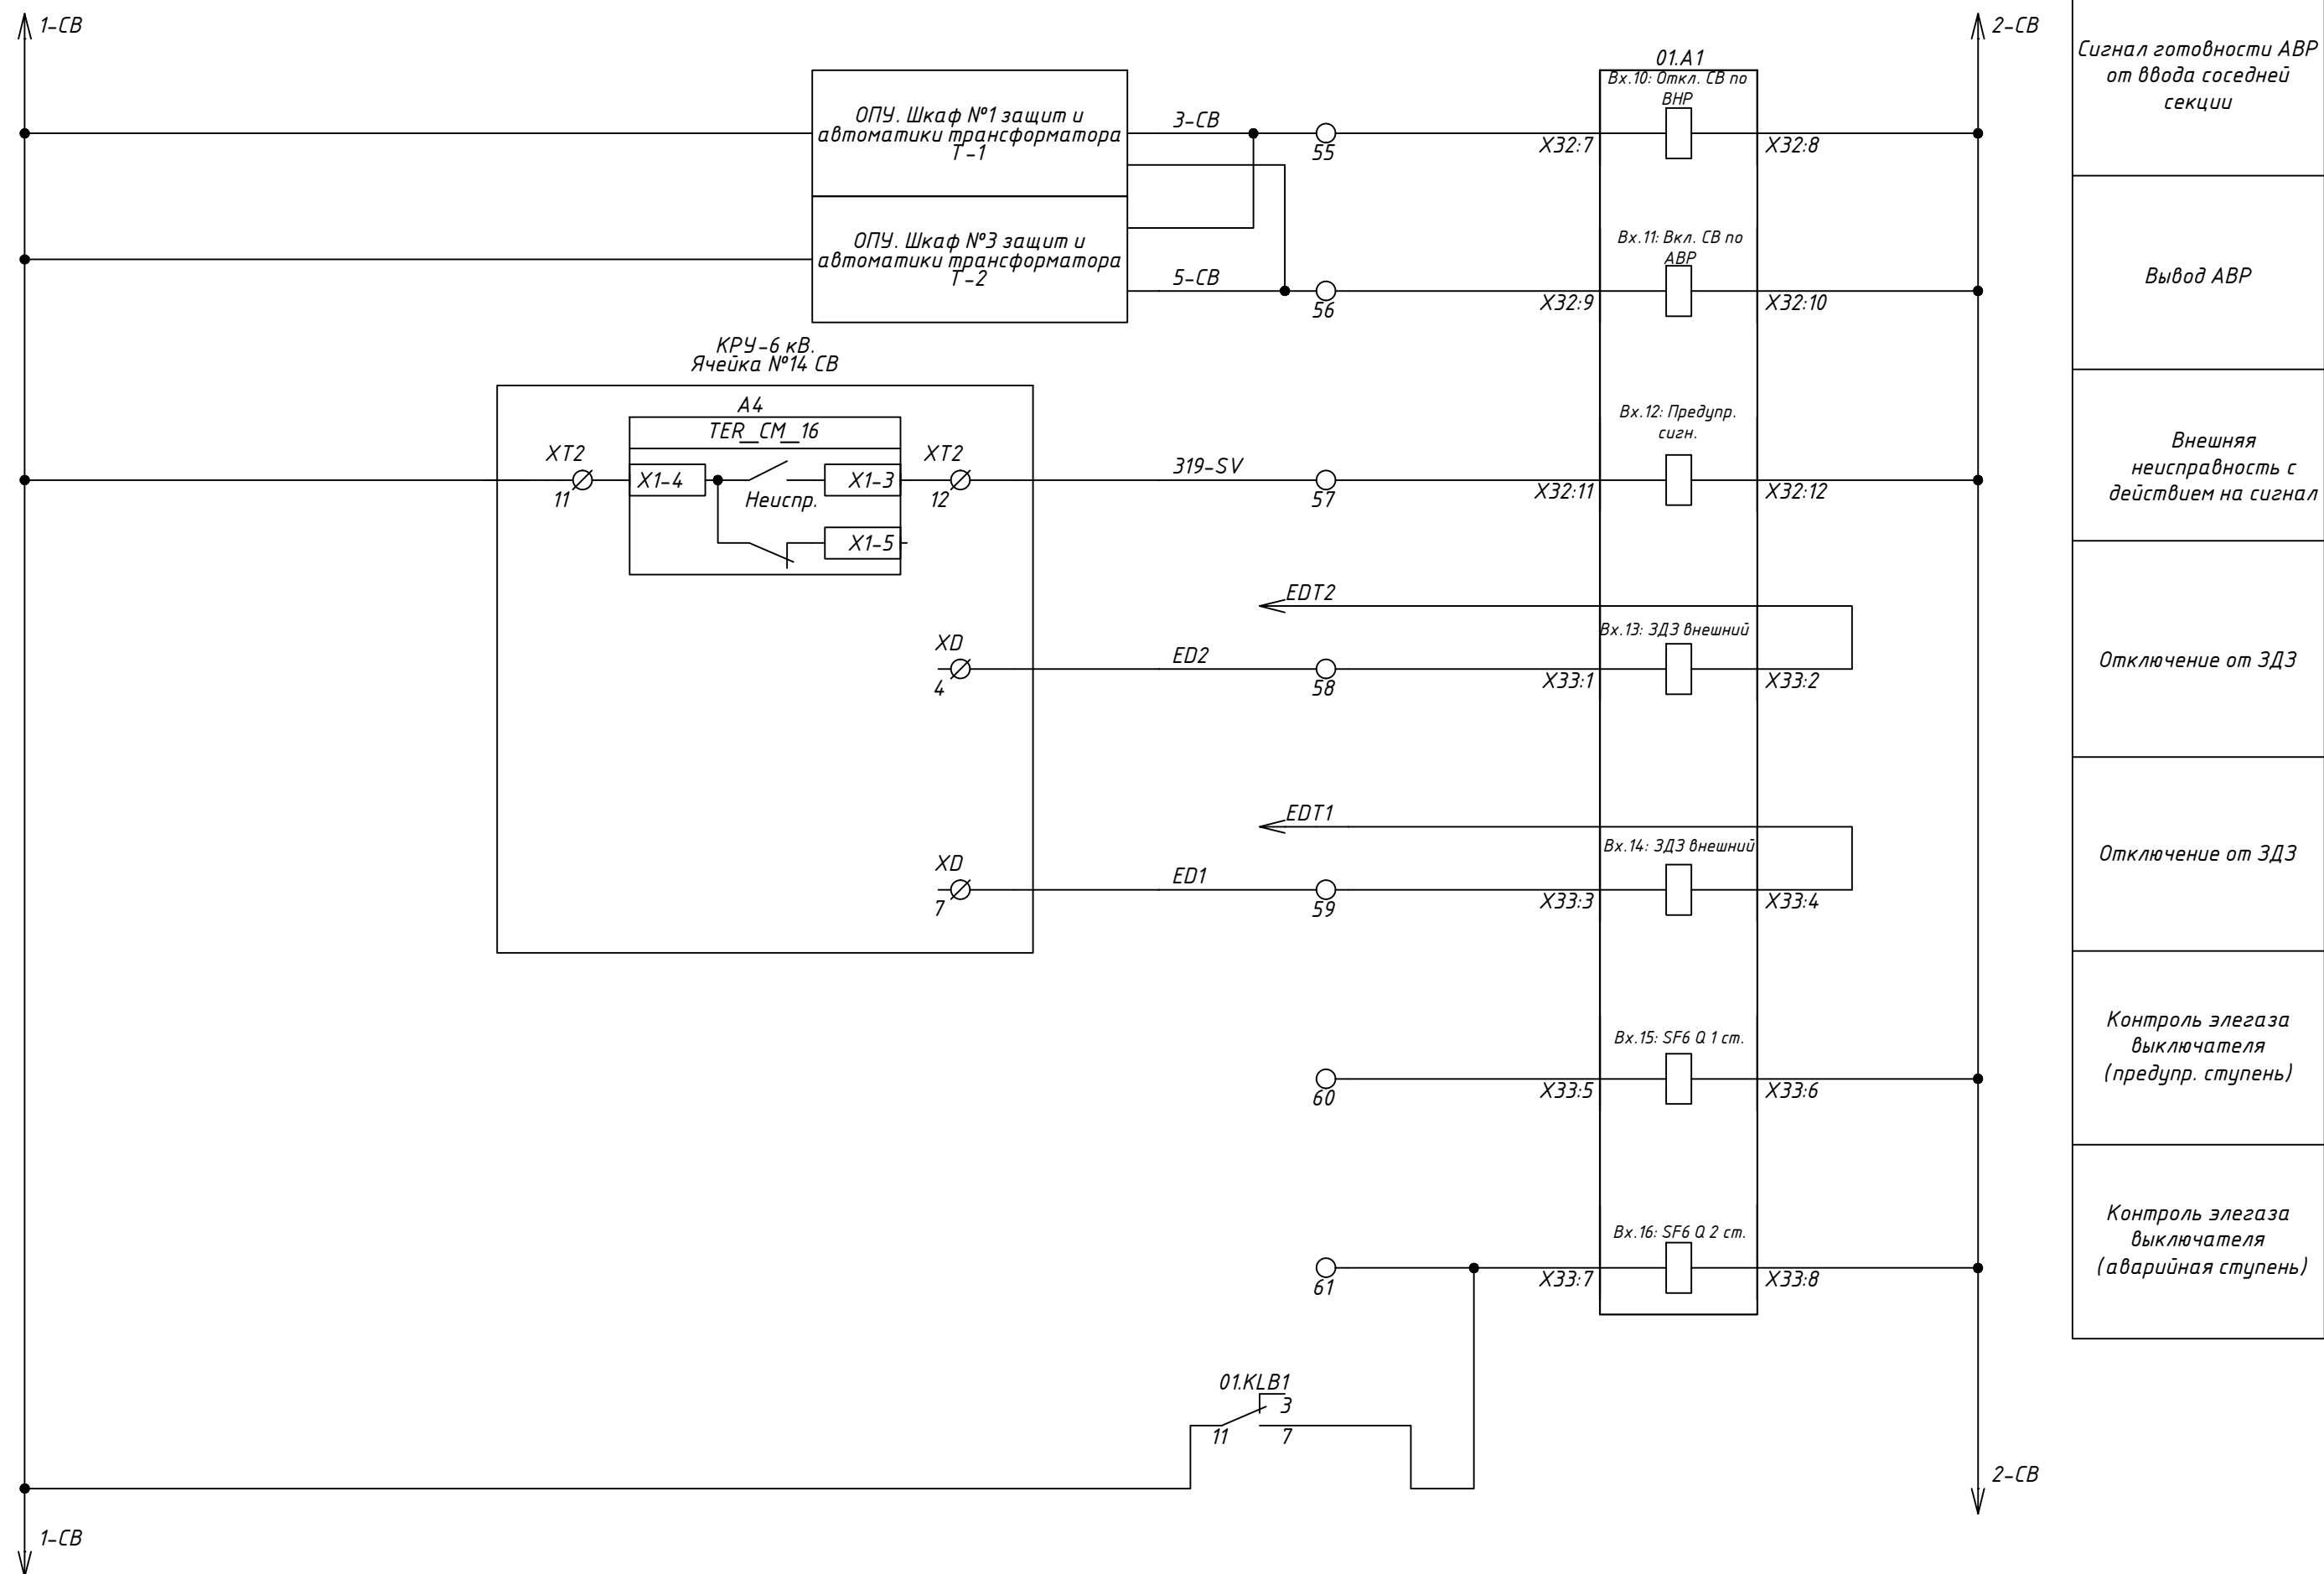 1-СВ
2-СВ
Сигнал готовности АВР
от ввода соседней
секции
01.А1
Вх.10: Откл. СВ по
ВНР
ОПУ. Шкаф №1 защит и
автоматики трансформатора
Т-1
3-СВ
55
Х32:7
Х32:8
ОПУ. Шкаф №3 защит и
автоматики трансформатора
Т-2
5-СВ
56
Вх.11: Вкл. СВ по
АВР
Х32:9
Х32:10
Вывод АВР
КРУ-6 кВ.
Ячейка №14 СВ
А4
TER_CM_16
XT2
11
X1-4
Неиспр.
X1-3
X1-5
XT2
12
319-SV
57
Вх.12: Предупр.
сигн.
Х32:11
Х32:12
Внешняя
неисправность с
действием на сигнал
EDT2
XD
4
ED2
58
Вх.13: ЗДЗ внешний
Х33:1
Х33:2
Отключение от ЗДЗ
EDT1
XD
7
ED1
59
Вх.14: ЗДЗ внешний
Х33:3
Х33:4
Отключение от ЗДЗ
60
Вх.15: SF6 Q 1 ст.
Х33:5
Х33:6
Контроль элегаза
выключателя
(предупр. ступень)
61
Вх.16: SF6 Q 2 ст.
Х33:7
Х33:8
Контроль элегаза
выключателя
(аварийная ступень)
01.KLB1
3
11
7
2-СВ
1-СВ